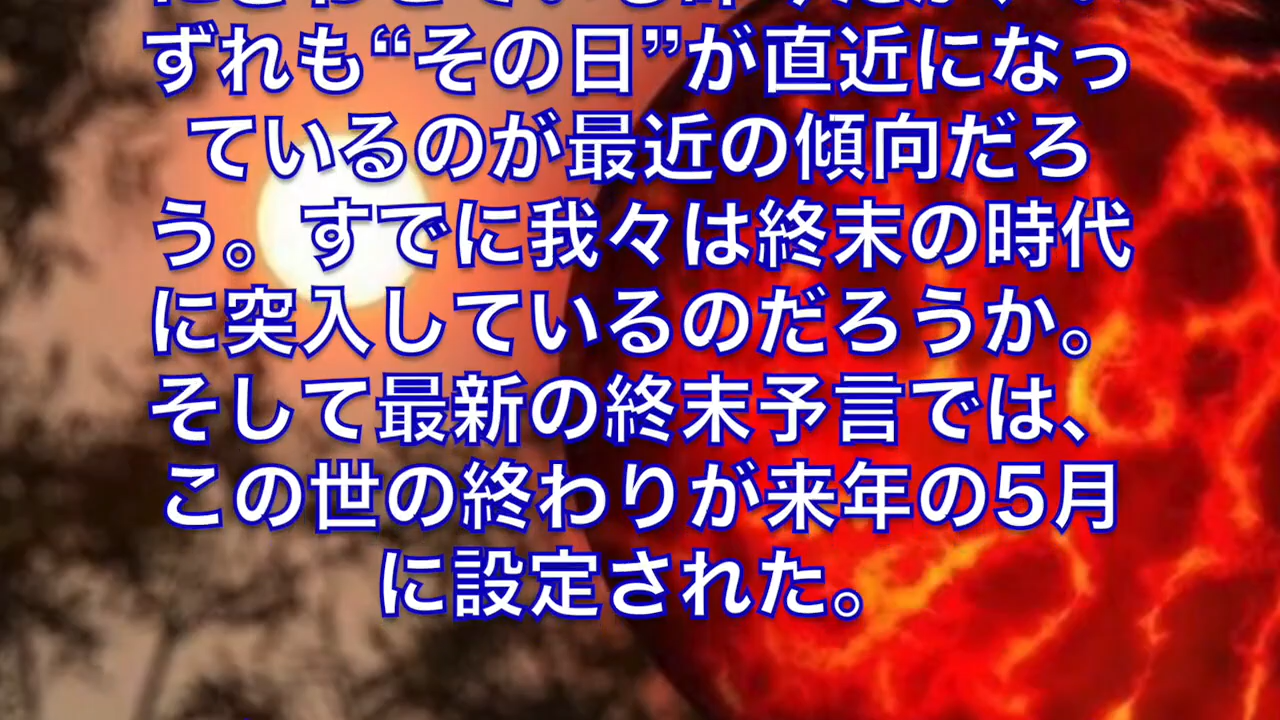 ずれも“その日”が直近になっ
ているのが最近の傾向だろ
う。すでに我々は終末の時代
に突入しているのだろうか。
そして最新の終末予言では、
この世の終わりが来年の5月
に設定された。